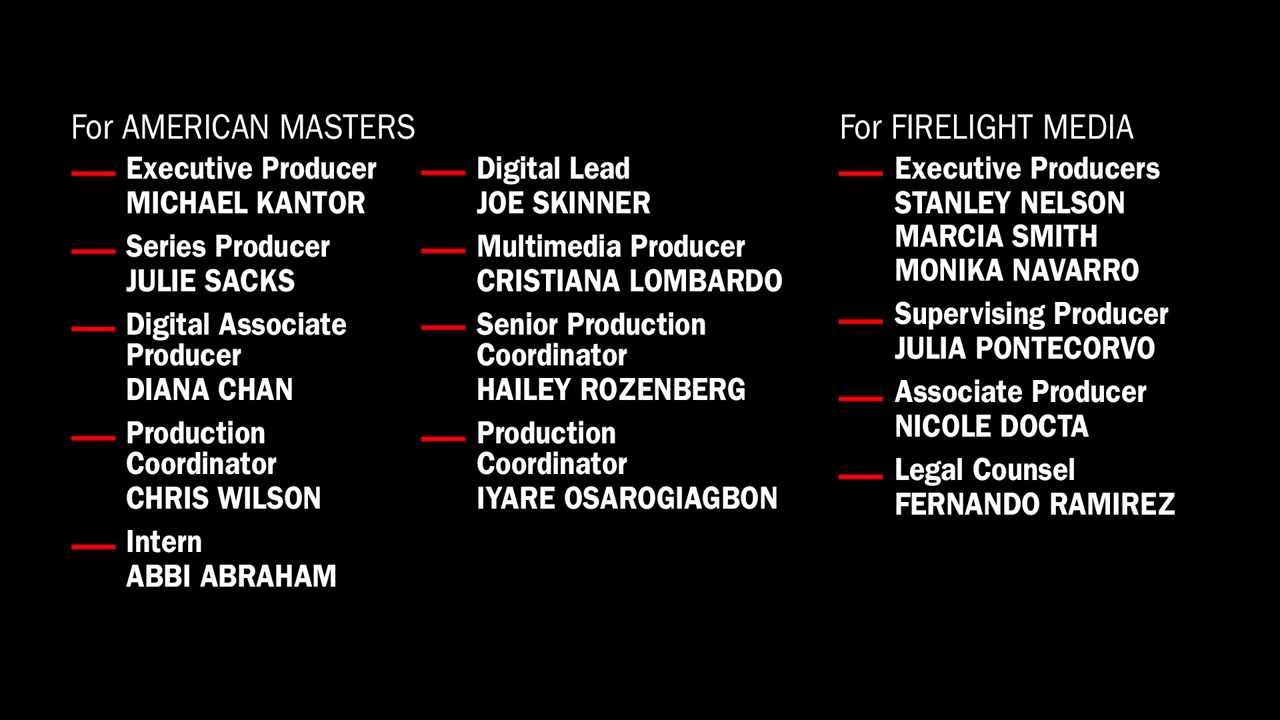 For AMERICAN MASTERS
Executive Producer
MICHAEL KANTOR
Series Producer
JULIE SACKS
Digital Associate
Producer
DIANA CHAN
Production
Coordinator
CHRIS WILSON
Intern
ABBI ABRAHAM
Digital Lead
JOE SKINNER
Multimedia Producer
CRISTIANA LOMBARDO
Senior Production
Coordinator
HAILEY ROZENBERG
Production
Coordinator
IYARE OSAROGIAGBON
For FIRELIGHT MEDIA
Executive Producers
STANLEY NELSON
MARCIA SMITH
MONIKA NAVARRO
Supervising Producer
JULIA PONTECORVO
Associate Producer
NICOLE DOCTA
Legal Counsel
FERNANDO RAMIREZ